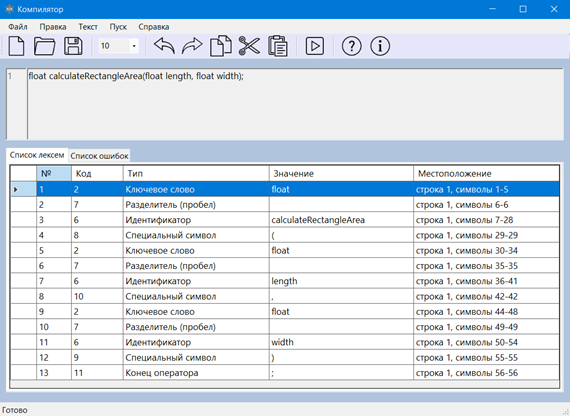 Компилятор
Файл Правка Текст Пуск Справка
10
1 float calculateRectangleArea(float length, float width);
Список лексем Список ошибок
№ Код Тип Значение Местоположение
1 2 Ключевое слово float строка 1, символы 1-5
2 7 Разделитель (пробел) строка 1, символы 6-6
3 6 Идентификатор calculateRectangleArea строка 1, символы 7-28
4 8 Специальный символ ( строка 1, символы 29-29
5 2 Ключевое слово float строка 1, символы 30-34
6 7 Разделитель (пробел) строка 1, символы 35-35
7 6 Идентификатор length строка 1, символы 36-41
8 10 Специальный символ , строка 1, символы 42-42
9 2 Ключевое слово float строка 1, символы 44-48
10 7 Разделитель (пробел) строка 1, символы 49-49
11 6 Идентификатор width строка 1, символы 50-54
12 9 Специальный символ ) строка 1, символы 55-55
13 11 Конец оператора ; строка 1, символы 56-56
Готово